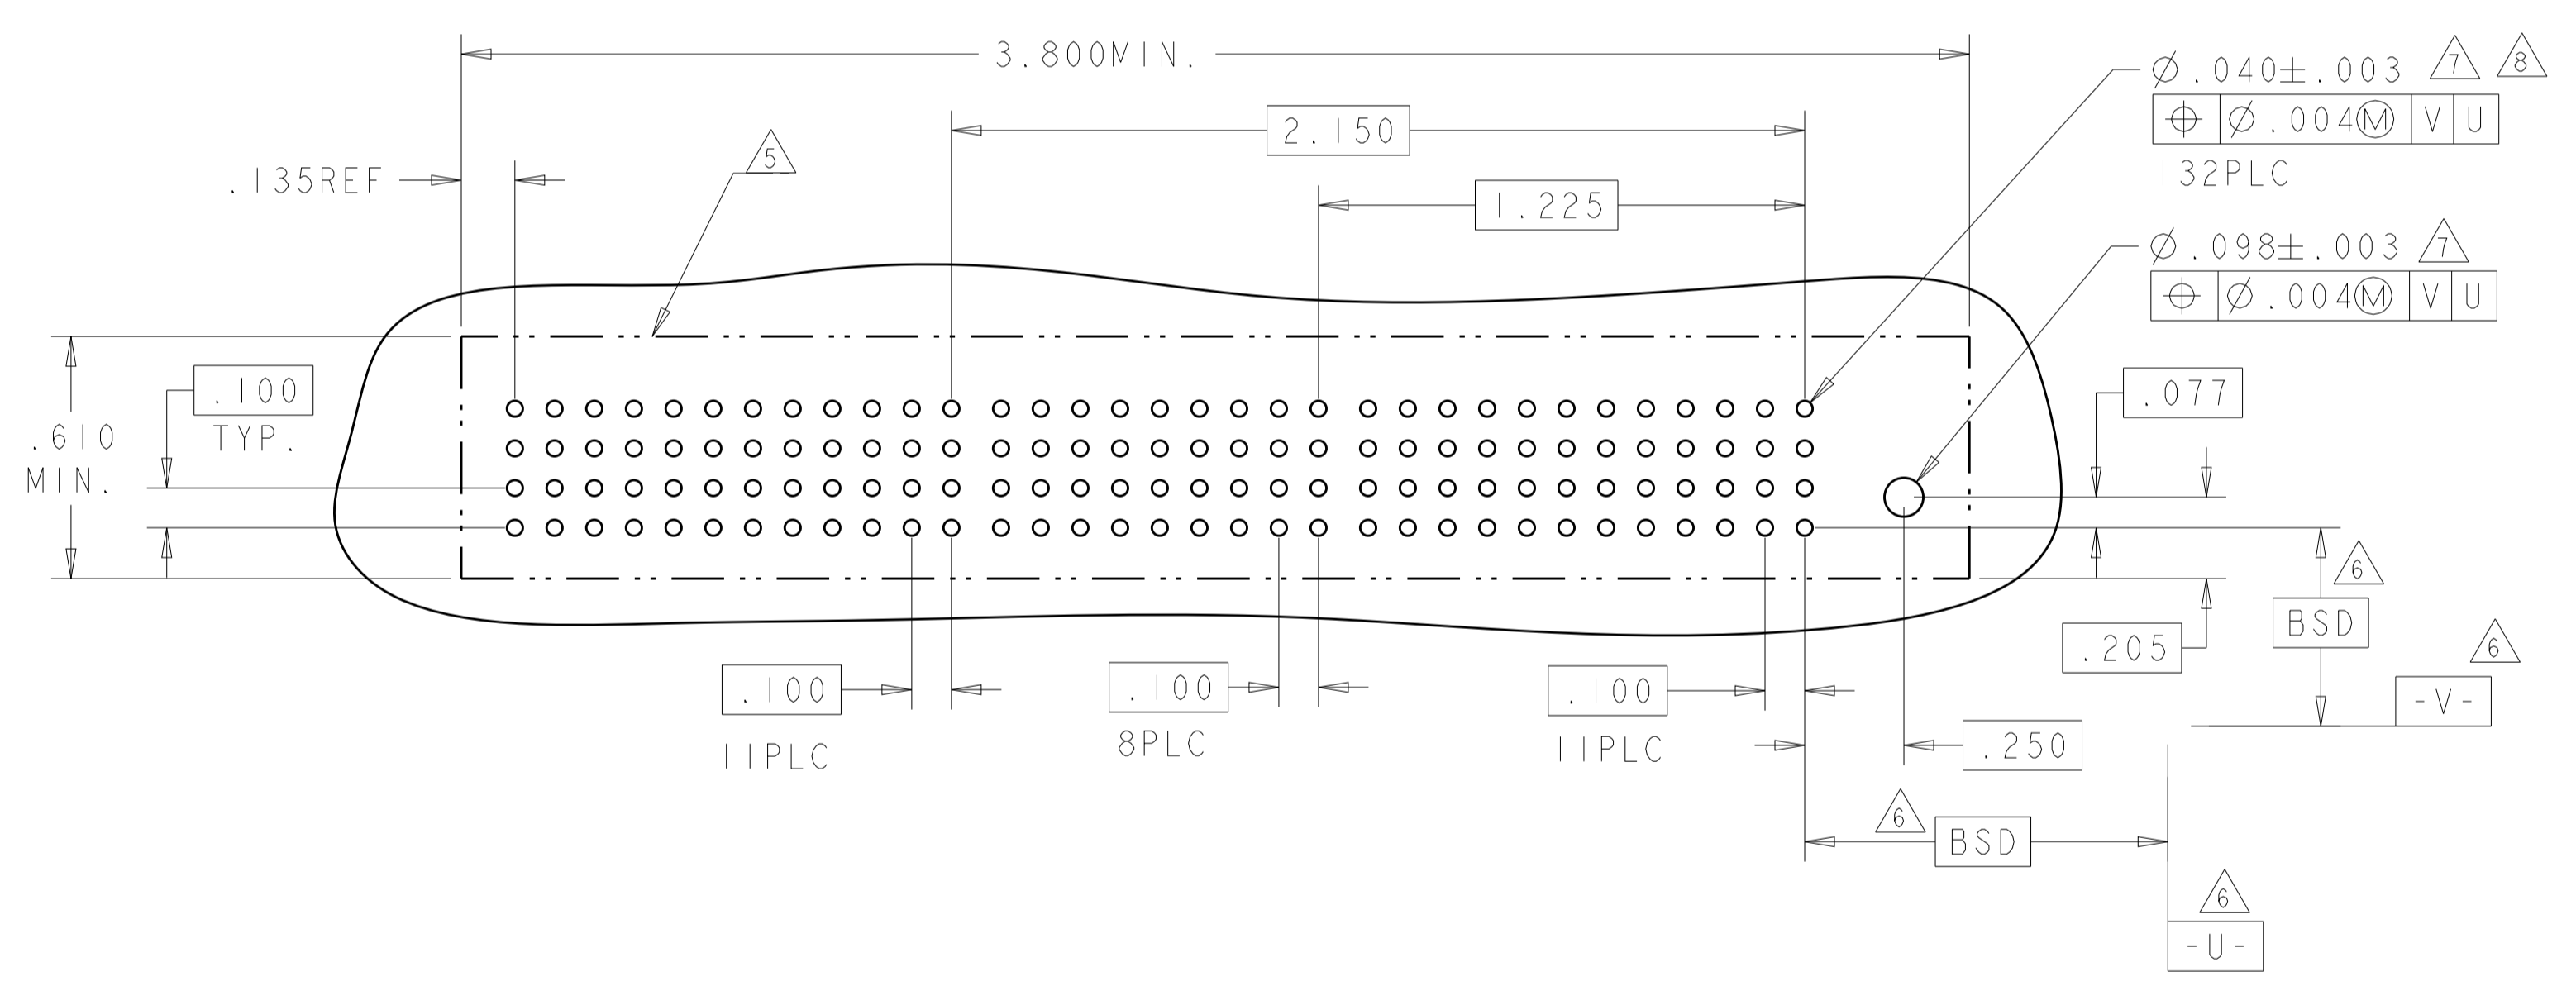 3.800MIN.
⌀.040±.003 7 8
⌖ ⌀.004Ⓜ V U
132PLC
2.150
5
.135REF
1.225
⌀.098±.003 7
⌖ ⌀.004Ⓜ V U
.100
TYP.
.610
MIN.
.077
6
BSD
.205
6
-V-
.100
11PLC
.100
8PLC
.100
11PLC
.250
6
BSD
6
-U-